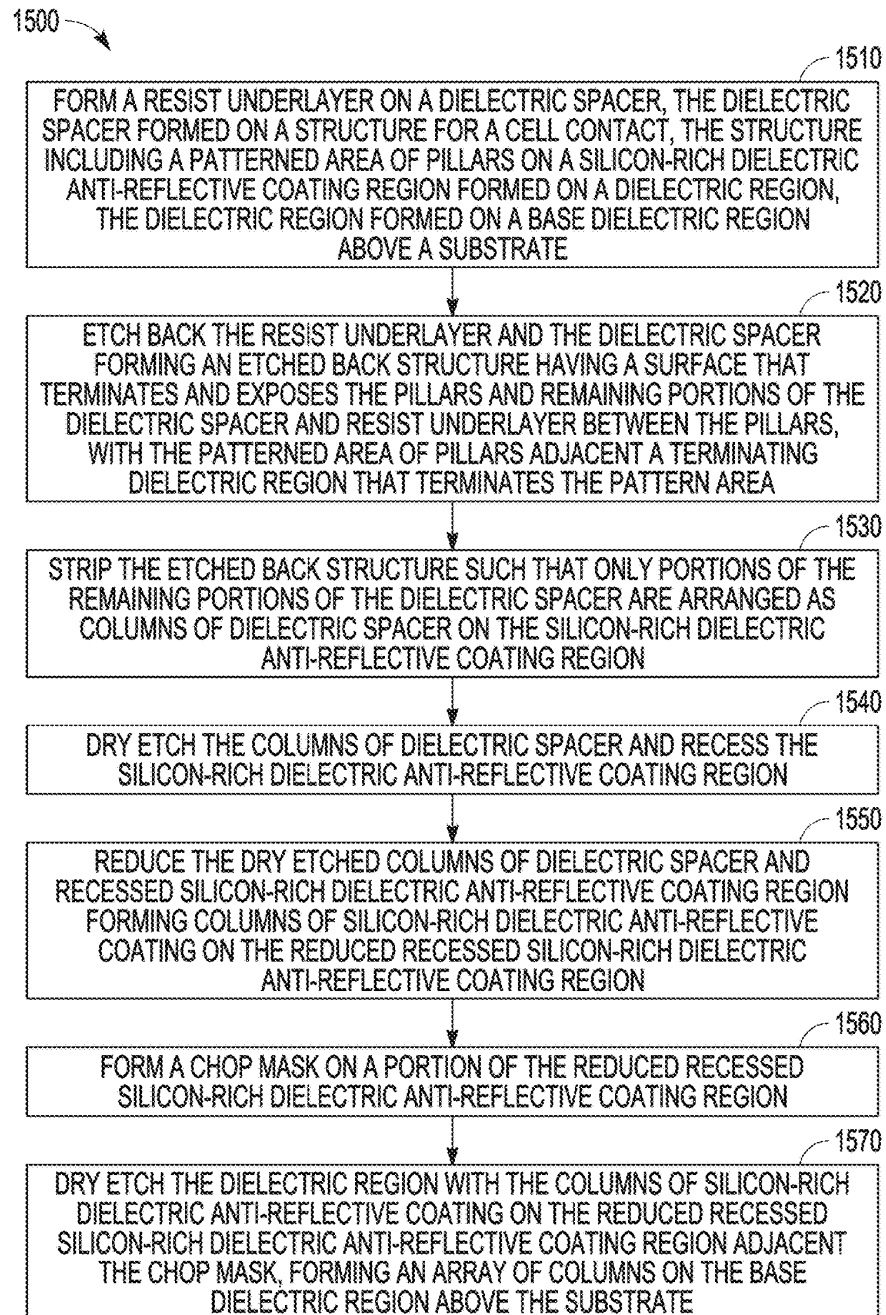 1500
1510
FORM A RESIST UNDERLAYER ON A DIELECTRIC SPACER, THE DIELECTRIC
SPACER FORMED ON A STRUCTURE FOR A CELL CONTACT, THE STRUCTURE
INCLUDING A PATTERNED AREA OF PILLARS ON A SILICON-RICH DIELECTRIC
ANTI-REFLECTIVE COATING REGION FORMED ON A DIELECTRIC REGION,
THE DIELECTRIC REGION FORMED ON A BASE DIELECTRIC REGION
ABOVE A SUBSTRATE
1520
ETCH BACK THE RESIST UNDERLAYER AND THE DIELECTRIC SPACER
FORMING AN ETCHED BACK STRUCTURE HAVING A SURFACE THAT
TERMINATES AND EXPOSES THE PILLARS AND REMAINING PORTIONS OF THE
DIELECTRIC SPACER AND RESIST UNDERLAYER BETWEEN THE PILLARS,
WITH THE PATTERNED AREA OF PILLARS ADJACENT A TERMINATING
DIELECTRIC REGION THAT TERMINATES THE PATTERN AREA
1530
STRIP THE ETCHED BACK STRUCTURE SUCH THAT ONLY PORTIONS OF THE
REMAINING PORTIONS OF THE DIELECTRIC SPACER ARE ARRANGED AS
COLUMNS OF DIELECTRIC SPACER ON THE SILICON-RICH DIELECTRIC
ANTI-REFLECTIVE COATING REGION
1540
DRY ETCH THE COLUMNS OF DIELECTRIC SPACER AND RECESS THE
SILICON-RICH DIELECTRIC ANTI-REFLECTIVE COATING REGION
1550
REDUCE THE DRY ETCHED COLUMNS OF DIELECTRIC SPACER AND
RECESSED SILICON-RICH DIELECTRIC ANTI-REFLECTIVE COATING REGION
FORMING COLUMNS OF SILICON-RICH DIELECTRIC ANTI-REFLECTIVE
COATING ON THE REDUCED RECESSED SILICON-RICH DIELECTRIC
ANTI-REFLECTIVE COATING REGION
1560
FORM A CHOP MASK ON A PORTION OF THE REDUCED RECESSED
SILICON-RICH DIELECTRIC ANTI-REFLECTIVE COATING REGION
1570
DRY ETCH THE DIELECTRIC REGION WITH THE COLUMNS OF SILICON-RICH
DIELECTRIC ANTI-REFLECTIVE COATING ON THE REDUCED RECESSED
SILICON-RICH DIELECTRIC ANTI-REFLECTIVE COATING REGION ADJACENT
THE CHOP MASK, FORMING AN ARRAY OF COLUMNS ON THE BASE
DIELECTRIC REGION ABOVE THE SUBSTRATE